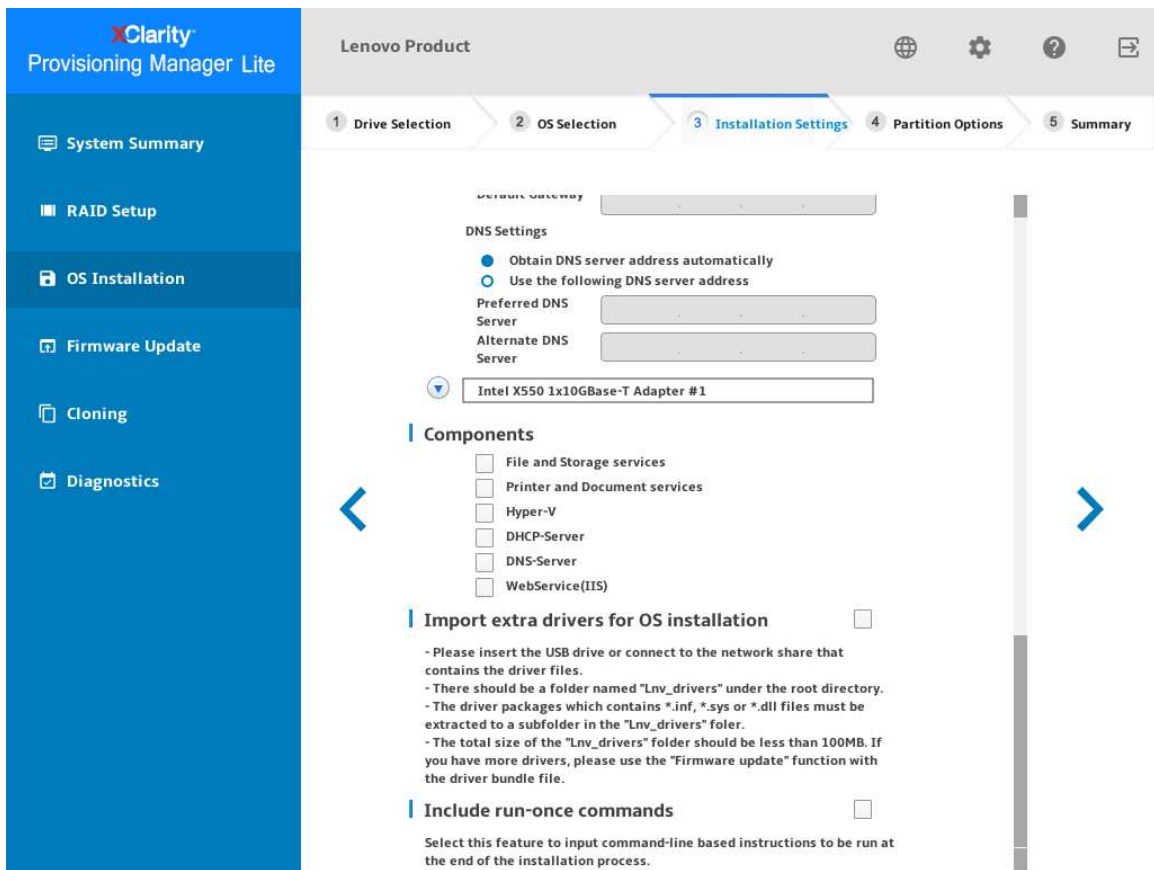 XClarity
Provisioning Manager Lite
Lenovo Product
System Summary
RAID Setup
OS Installation
Firmware Update
Cloning
Diagnostics
1 Drive Selection
2 OS Selection
3 Installation Settings
4 Partition Options
5 Summary
Default Gateway
DNS Settings
Obtain DNS server address automatically
Use the following DNS server address
Preferred DNS
Server
Alternate DNS
Server
Intel X550 1x10GBase-T Adapter #1
Components
File and Storage services
Printer and Document services
Hyper-V
DHCP-Server
DNS-Server
WebService(IIS)
Import extra drivers for OS installation
- Please insert the USB drive or connect to the network share that
contains the driver files.
- There should be a folder named "Lnv_drivers" under the root directory.
- The driver packages which contains *.inf, *.sys or *.dll files must be
extracted to a subfolder in the "Lnv_drivers" foler.
- The total size of the "Lnv_drivers" folder should be less than 100MB. If
you have more drivers, please use the "Firmware update" function with
the driver bundle file.
Include run-once commands
Select this feature to input command-line based instructions to be run at
the end of the installation process.